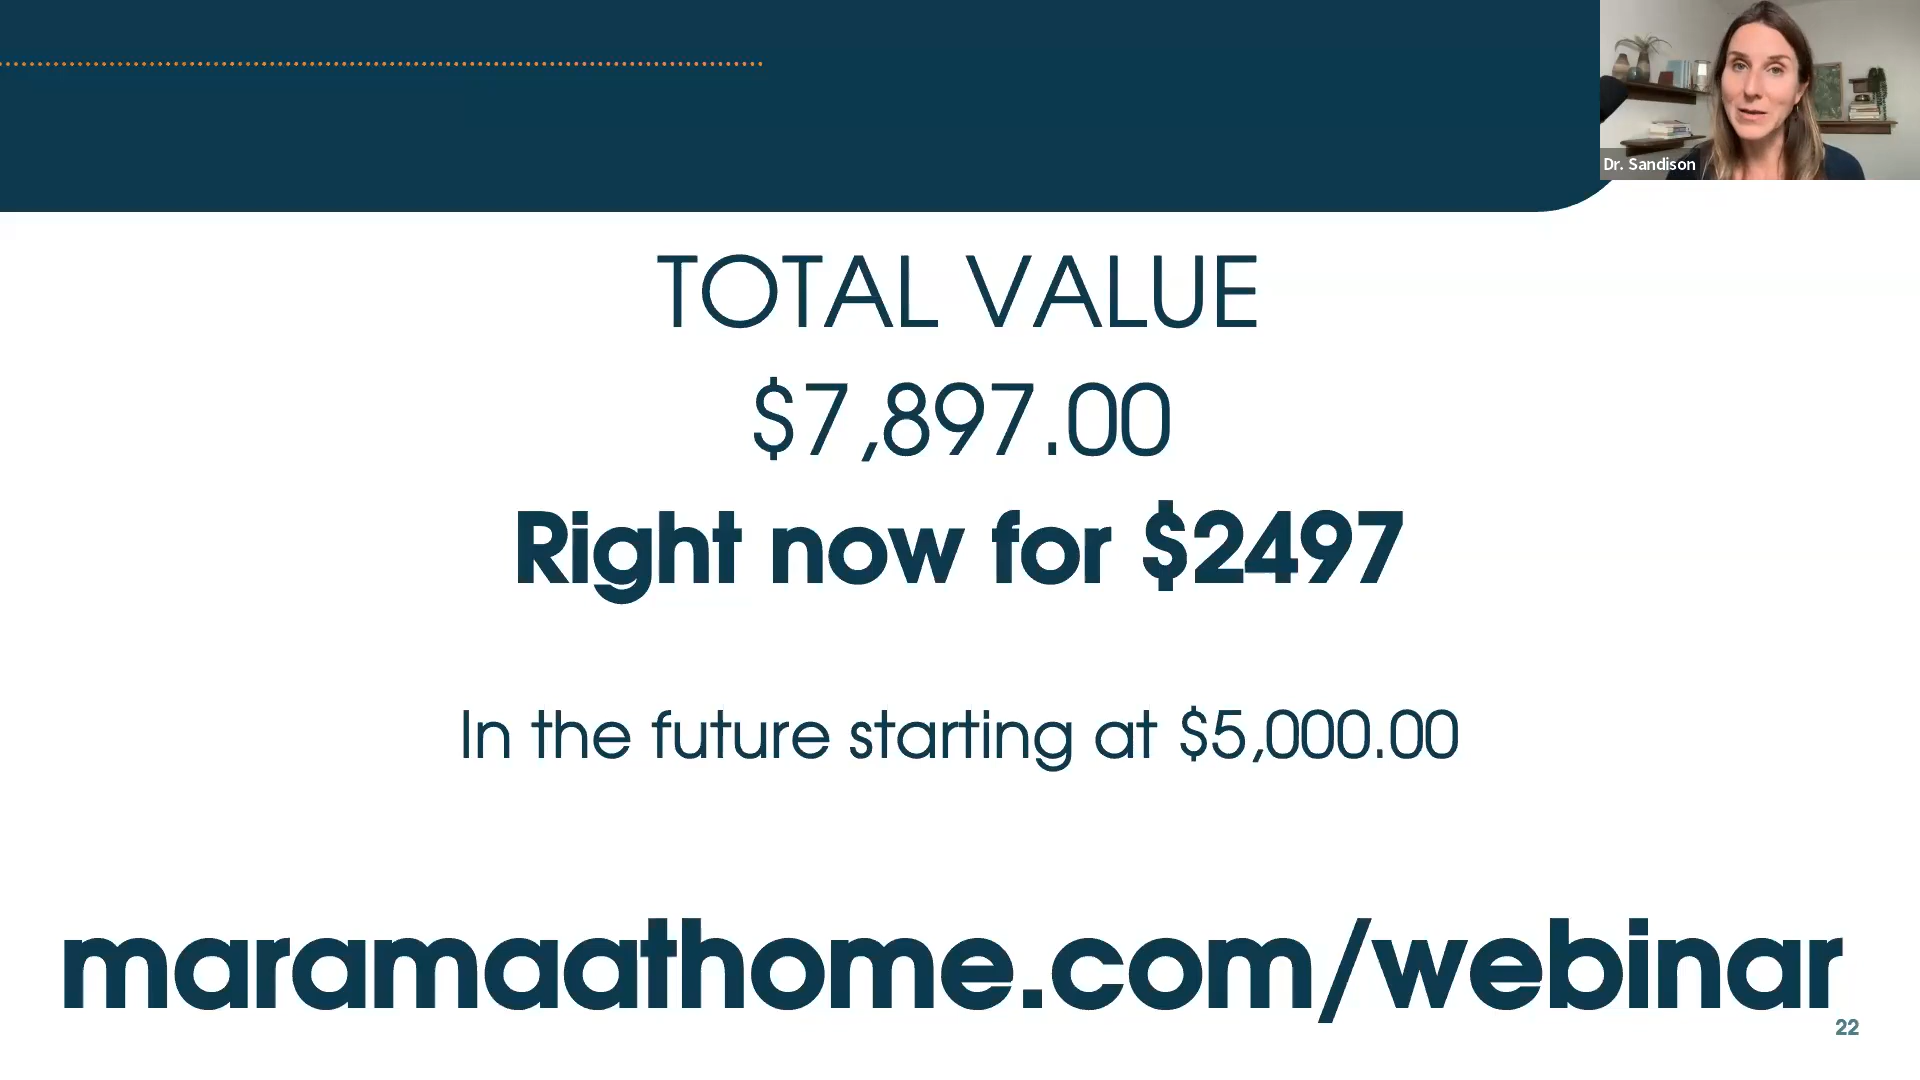 Dr. Sandison
TOTAL VALUE
$7,897.00
Right now for $2497
In the future starting at $5,000.00
maramaathome.com/webinar
22